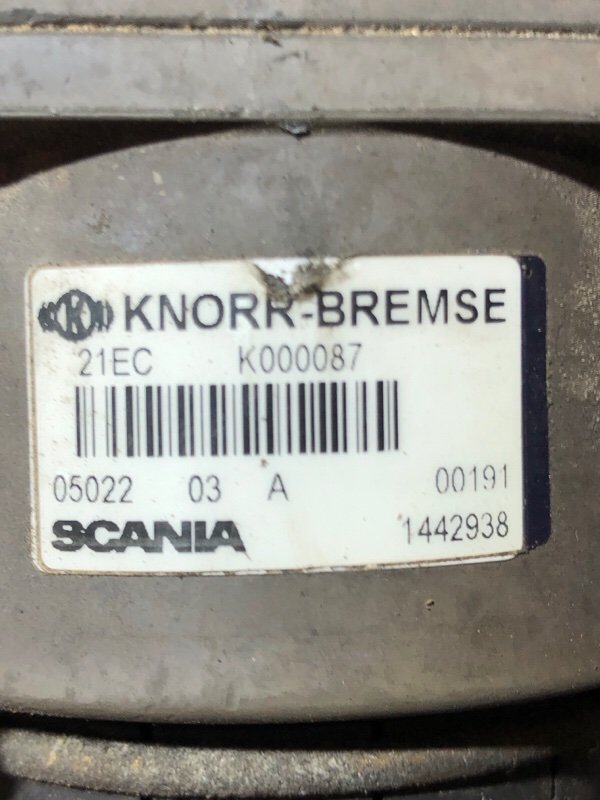 KNORR-BREMSE
21EC K000087
05022 03 A 00191
SCANIA 1442938